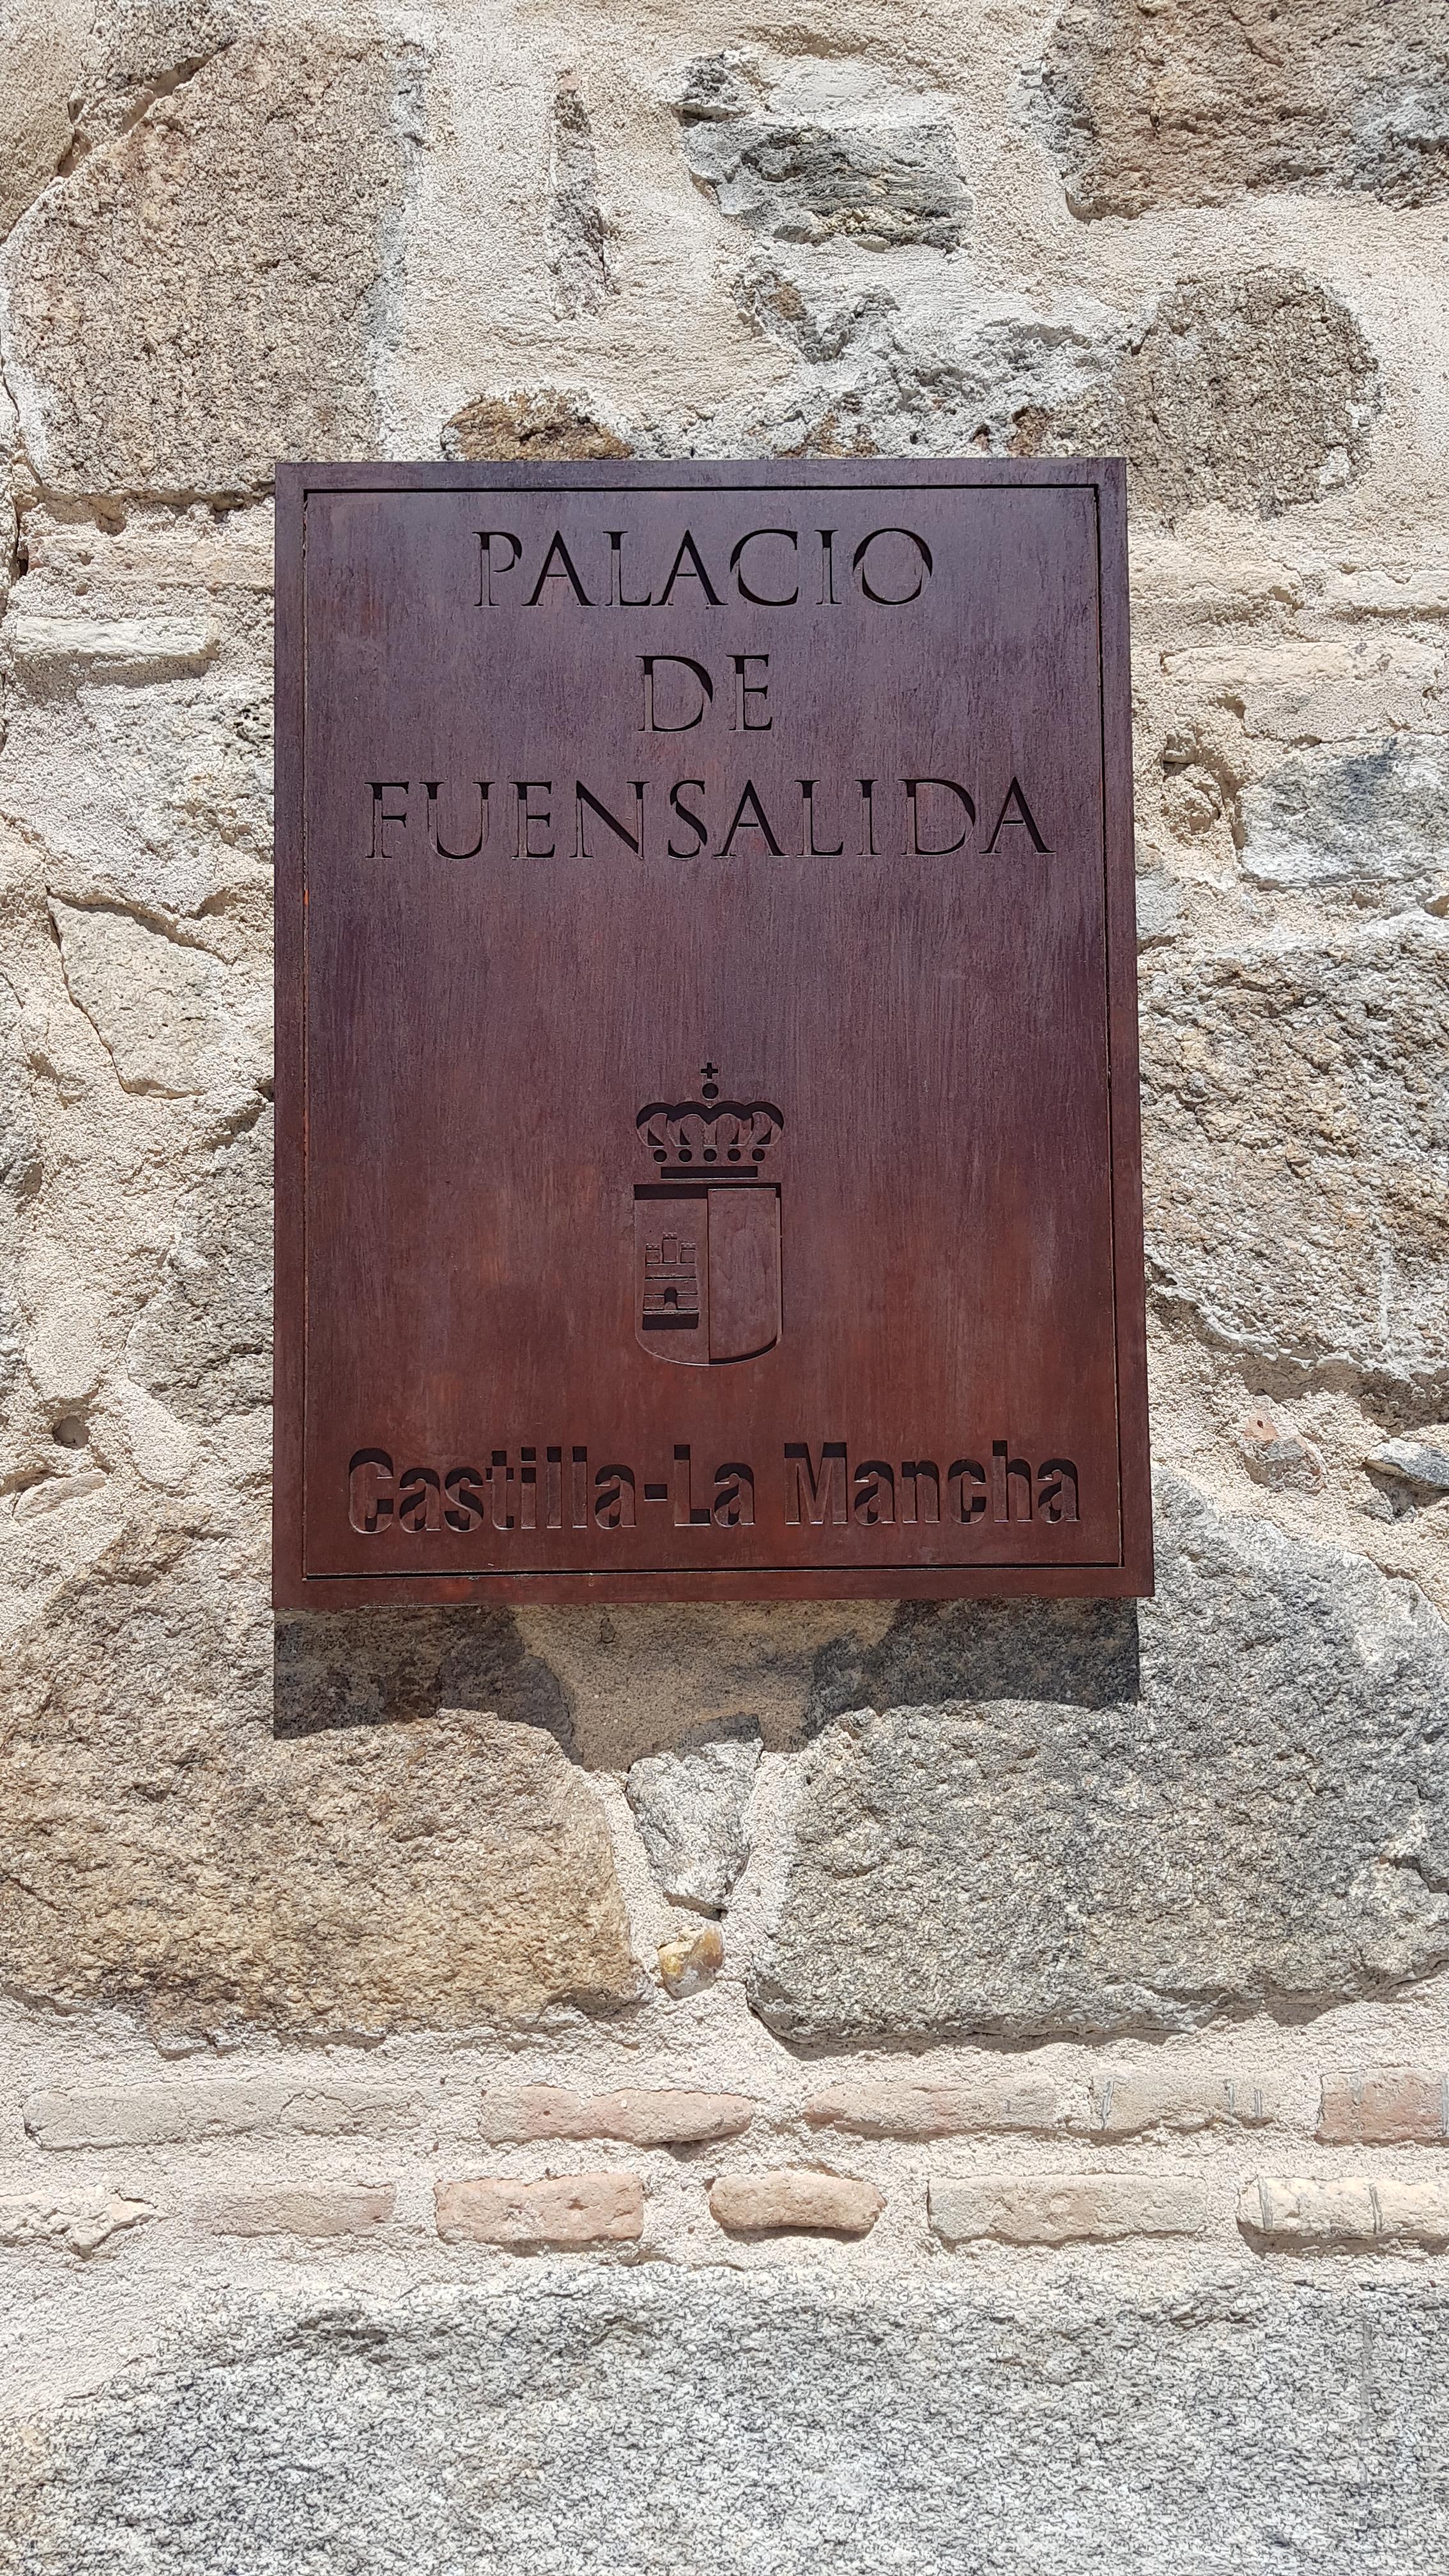 PALACIO
DE
FUENSALIDA
Castilla-La Mancha